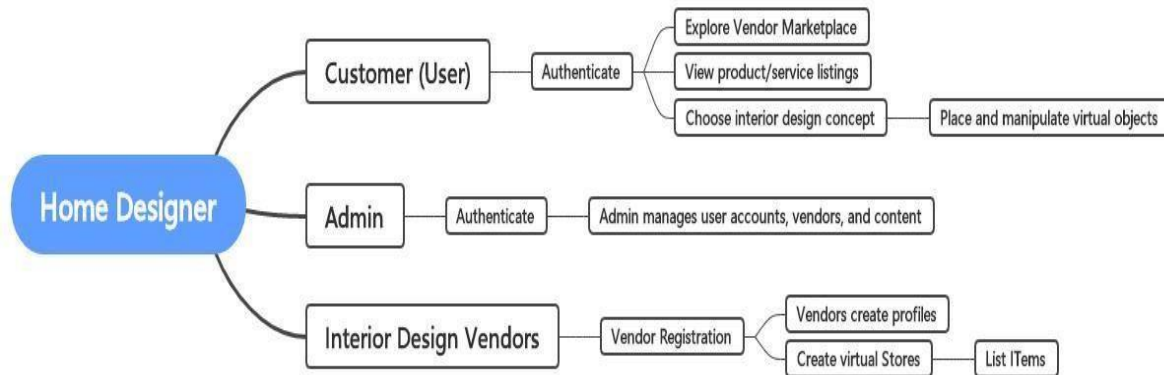 Home Designer
Customer (User)
Authenticate
Explore Vendor Marketplace
View product/service listings
Choose interior design concept
Place and manipulate virtual objects
Admin
Authenticate
Admin manages user accounts, vendors, and content
Interior Design Vendors
Vendor Registration
Vendors create profiles
Create virtual Stores
List ITems